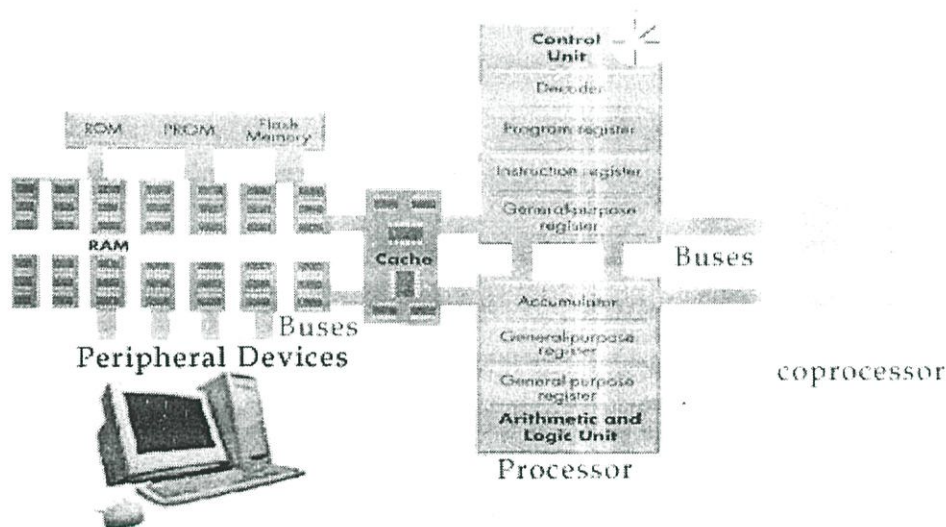 Control
Unit
Decoder
Program register
Instruction register
General-purpose
register
ROM PROM Flash
Memory
RAM
Cache
Buses
Buses
Accumulator
General-purpose
register
General-purpose
register
Arithmetic and
Logic Unit
Processor
coprocessor
Peripheral Devices